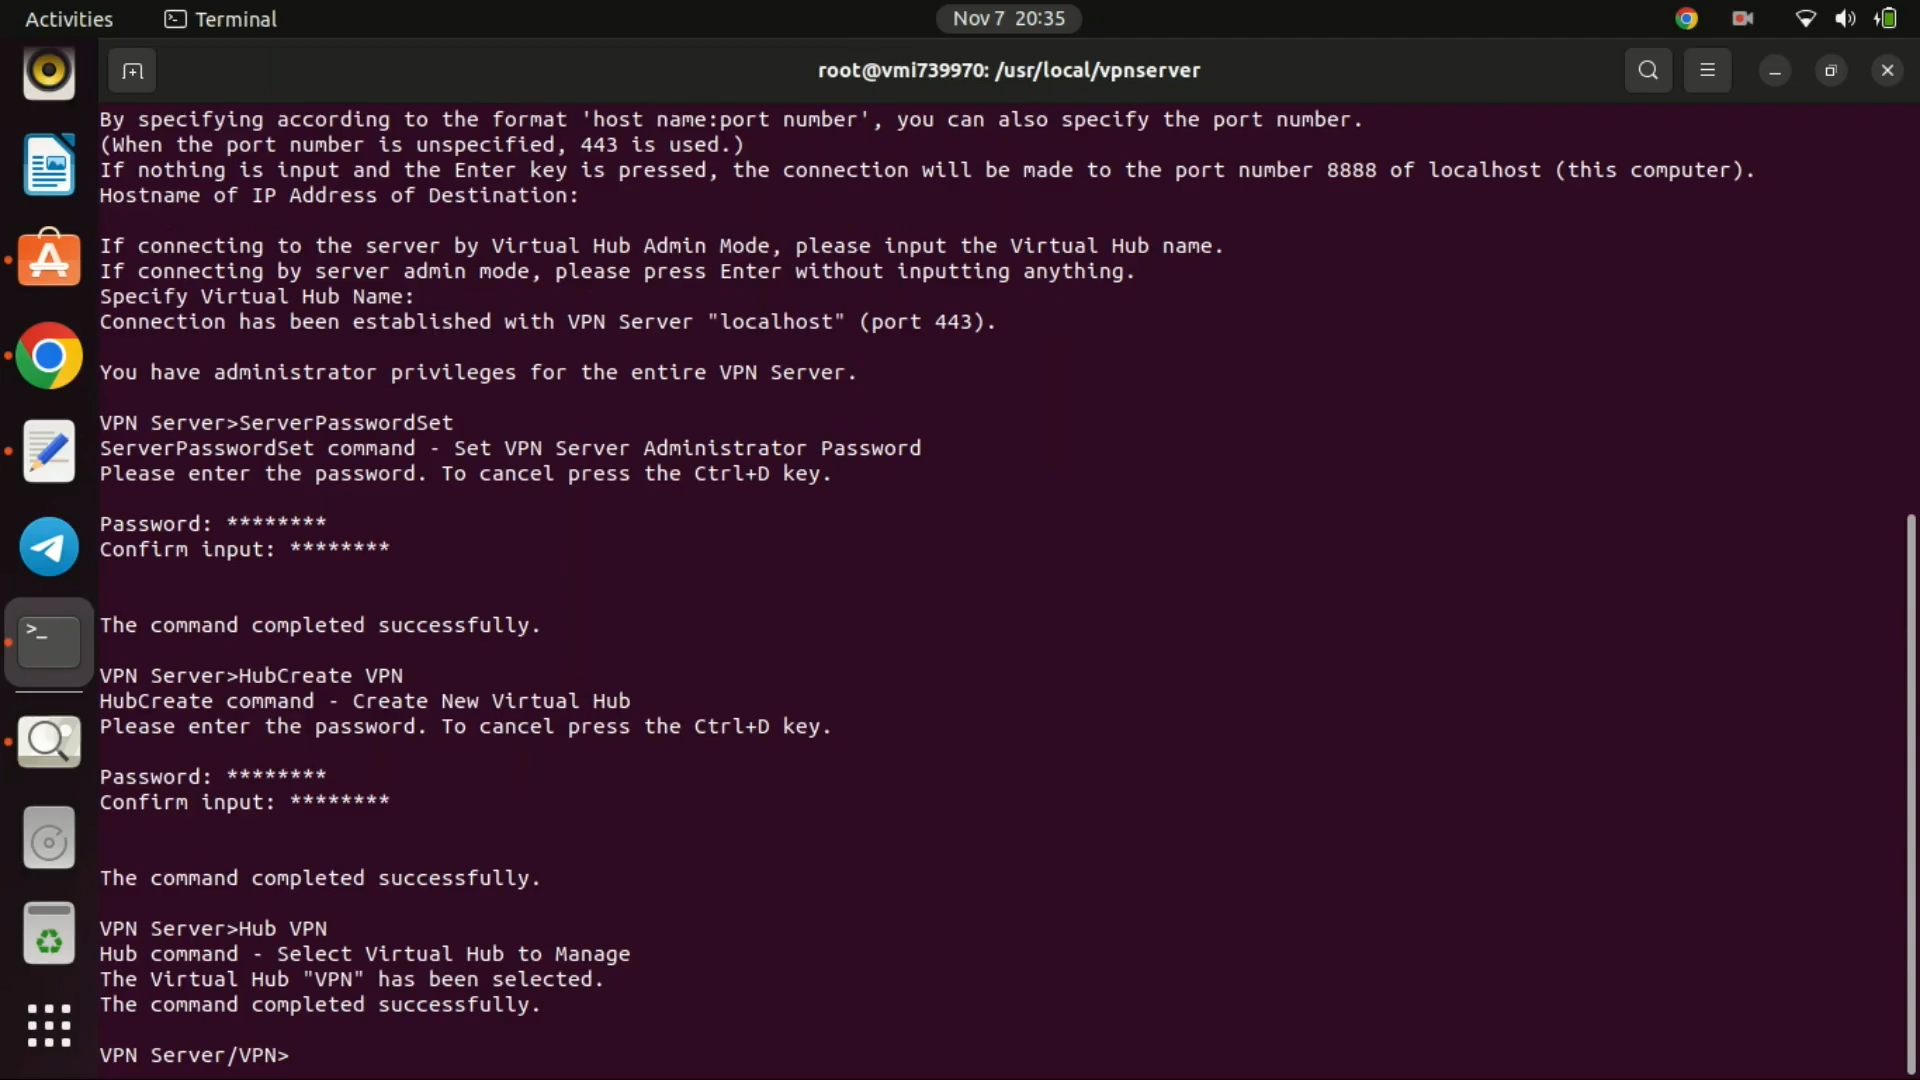 Activities
Terminal
Nov 7 20:35
root@vmi739970: /usr/local/vpnserver
By specifying according to the format 'host name:port number', you can also specify the port number.
(When the port number is unspecified, 443 is used.)
If nothing is input and the Enter key is pressed, the connection will be made to the port number 8888 of localhost (this computer).
Hostname of IP Address of Destination:
If connecting to the server by Virtual Hub Admin Mode, please input the Virtual Hub name.
If connecting by server admin mode, please press Enter without inputting anything.
Specify Virtual Hub Name:
Connection has been established with VPN Server "localhost" (port 443).
You have administrator privileges for the entire VPN Server.
VPN Server>ServerPasswordSet
ServerPasswordSet command - Set VPN Server Administrator Password
Please enter the password. To cancel press the Ctrl+D key.
Password: ********
Confirm input: ********
The command completed successfully.
VPN Server>HubCreate VPN
HubCreate command - Create New Virtual Hub
Please enter the password. To cancel press the Ctrl+D key.
Password: ********
Confirm input: ********
The command completed successfully.
VPN Server>Hub VPN
Hub command - Select Virtual Hub to Manage
The Virtual Hub "VPN" has been selected.
The command completed successfully.
VPN Server/VPN>